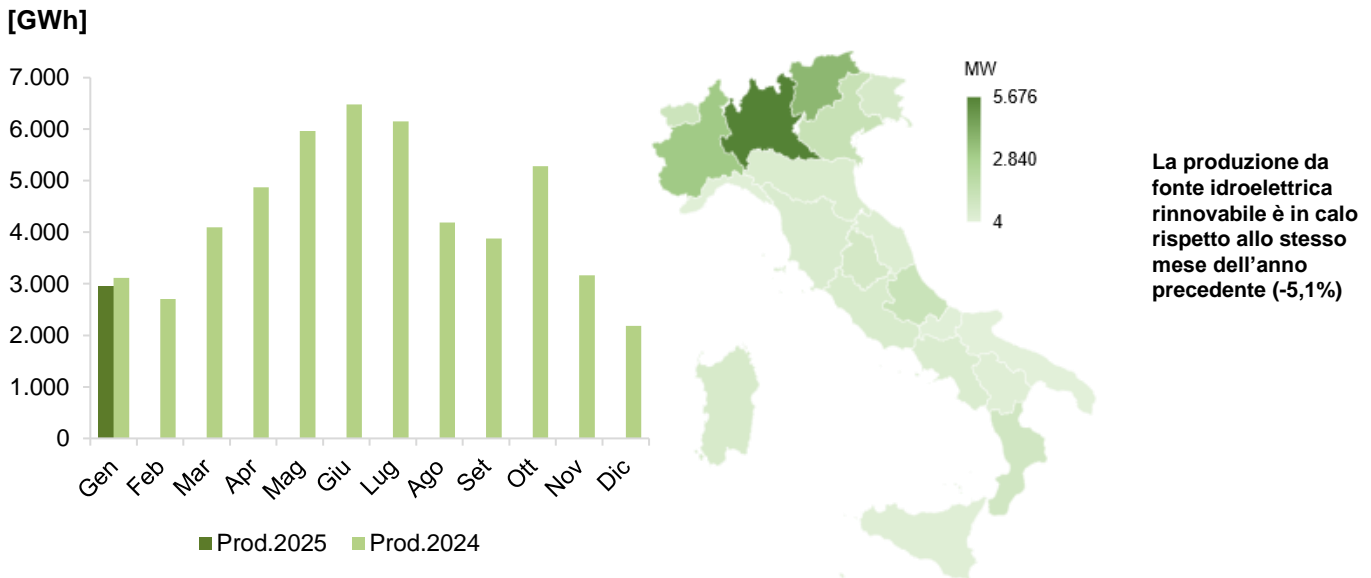 [GWh]
7.000
6.000
5.000
4.000
3.000
2.000
1.000
0
Gen
Feb
Mar
Apr
Mag
Giu
Lug
Ago
Set
Ott
Nov
Dic
Prod.2025
Prod.2024
MW
5.676
2.840
4
La produzione da
fonte idroelettrica
rinnovabile è in calo
rispetto allo stesso
mese dell’anno
precedente (-5,1%)